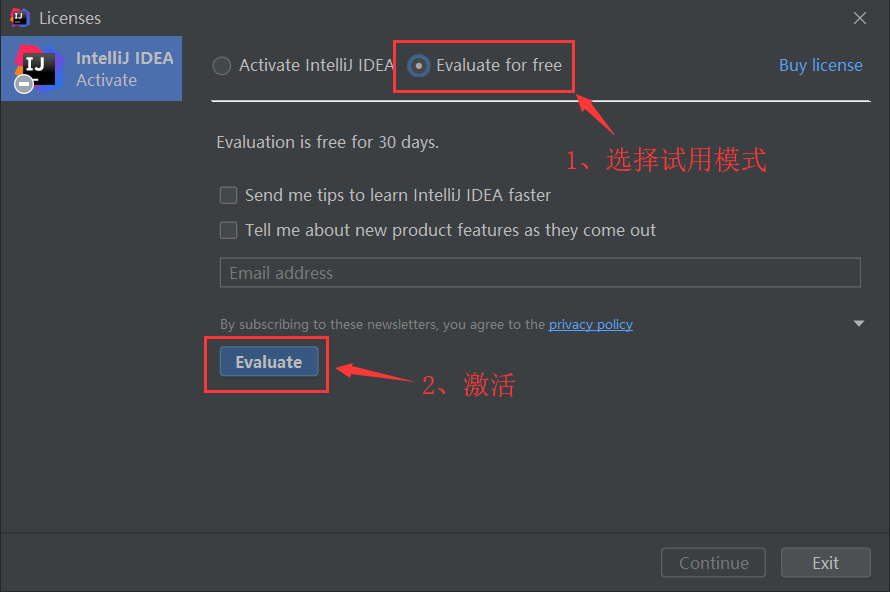 Licenses
IJ
IntelliJ IDEA
Activate
Activate IntelliJ IDEA
Evaluate for free
Buy license
Evaluation is free for 30 days.
1、选择试用模式
Send me tips to learn IntelliJ IDEA faster
Tell me about new product features as they come out
Email address
By subscribing to these newsletters, you agree to the privacy policy
Evaluate
2、激活
Continue
Exit